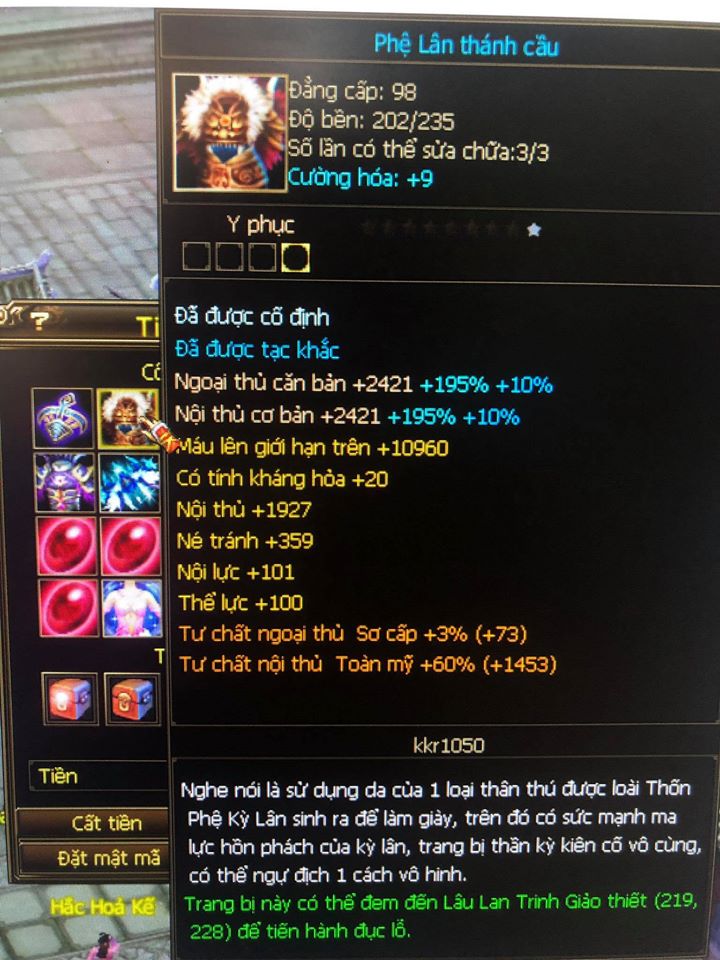 Phệ Lân thánh cầu
Đẳng cấp: 98
Độ bền: 202/235
Số lần có thể sửa chữa:3/3
Cường hóa: +9
Y phục
?
Ti
Đã được cố định
Đã được tạc khắc
Cấ
Ngoại thủ căn bản +2421 +195% +10%
Nội thủ cơ bản +2421 +195% +10%
Máu lên giới hạn trên +10960
Có tính kháng hỏa +20
Nội thủ +1927
Né tránh +359
Nội lực +101
Thể lực +100
Tư chất ngoại thủ Sơ cấp +3% (+73)
Tư chất nội thủ Toàn mỹ +60% (+1453)
T
kkr1050
Tiền
Cất tiền
Đặt mật mã
Hắc Hoả Kế
Nghe nói là sử dụng da của 1 loại thân thú được loài Thốn
Phệ Kỳ Lân sinh ra để làm giày, trên đó có sức mạnh ma
lực hồn phách của kỳ lân, trang bị thần kỳ kiên cố vô cùng,
có thể ngự địch 1 cách vô hình.
Trang bị này có thể đem đến Lâu Lan Trinh Giảo thiết (219,
228) để tiến hành đục lỗ.